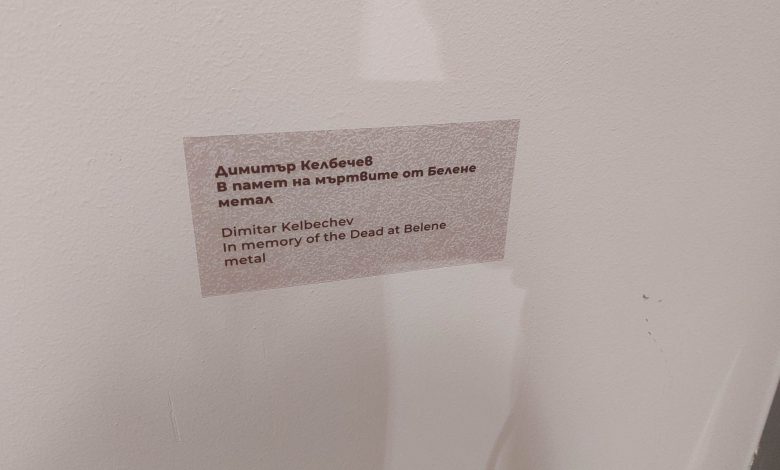 Димитър Келбечев
В памет на мъртвите от Белене
метал
Dimitar Kelbechev
In memory of the Dead at Belene
metal